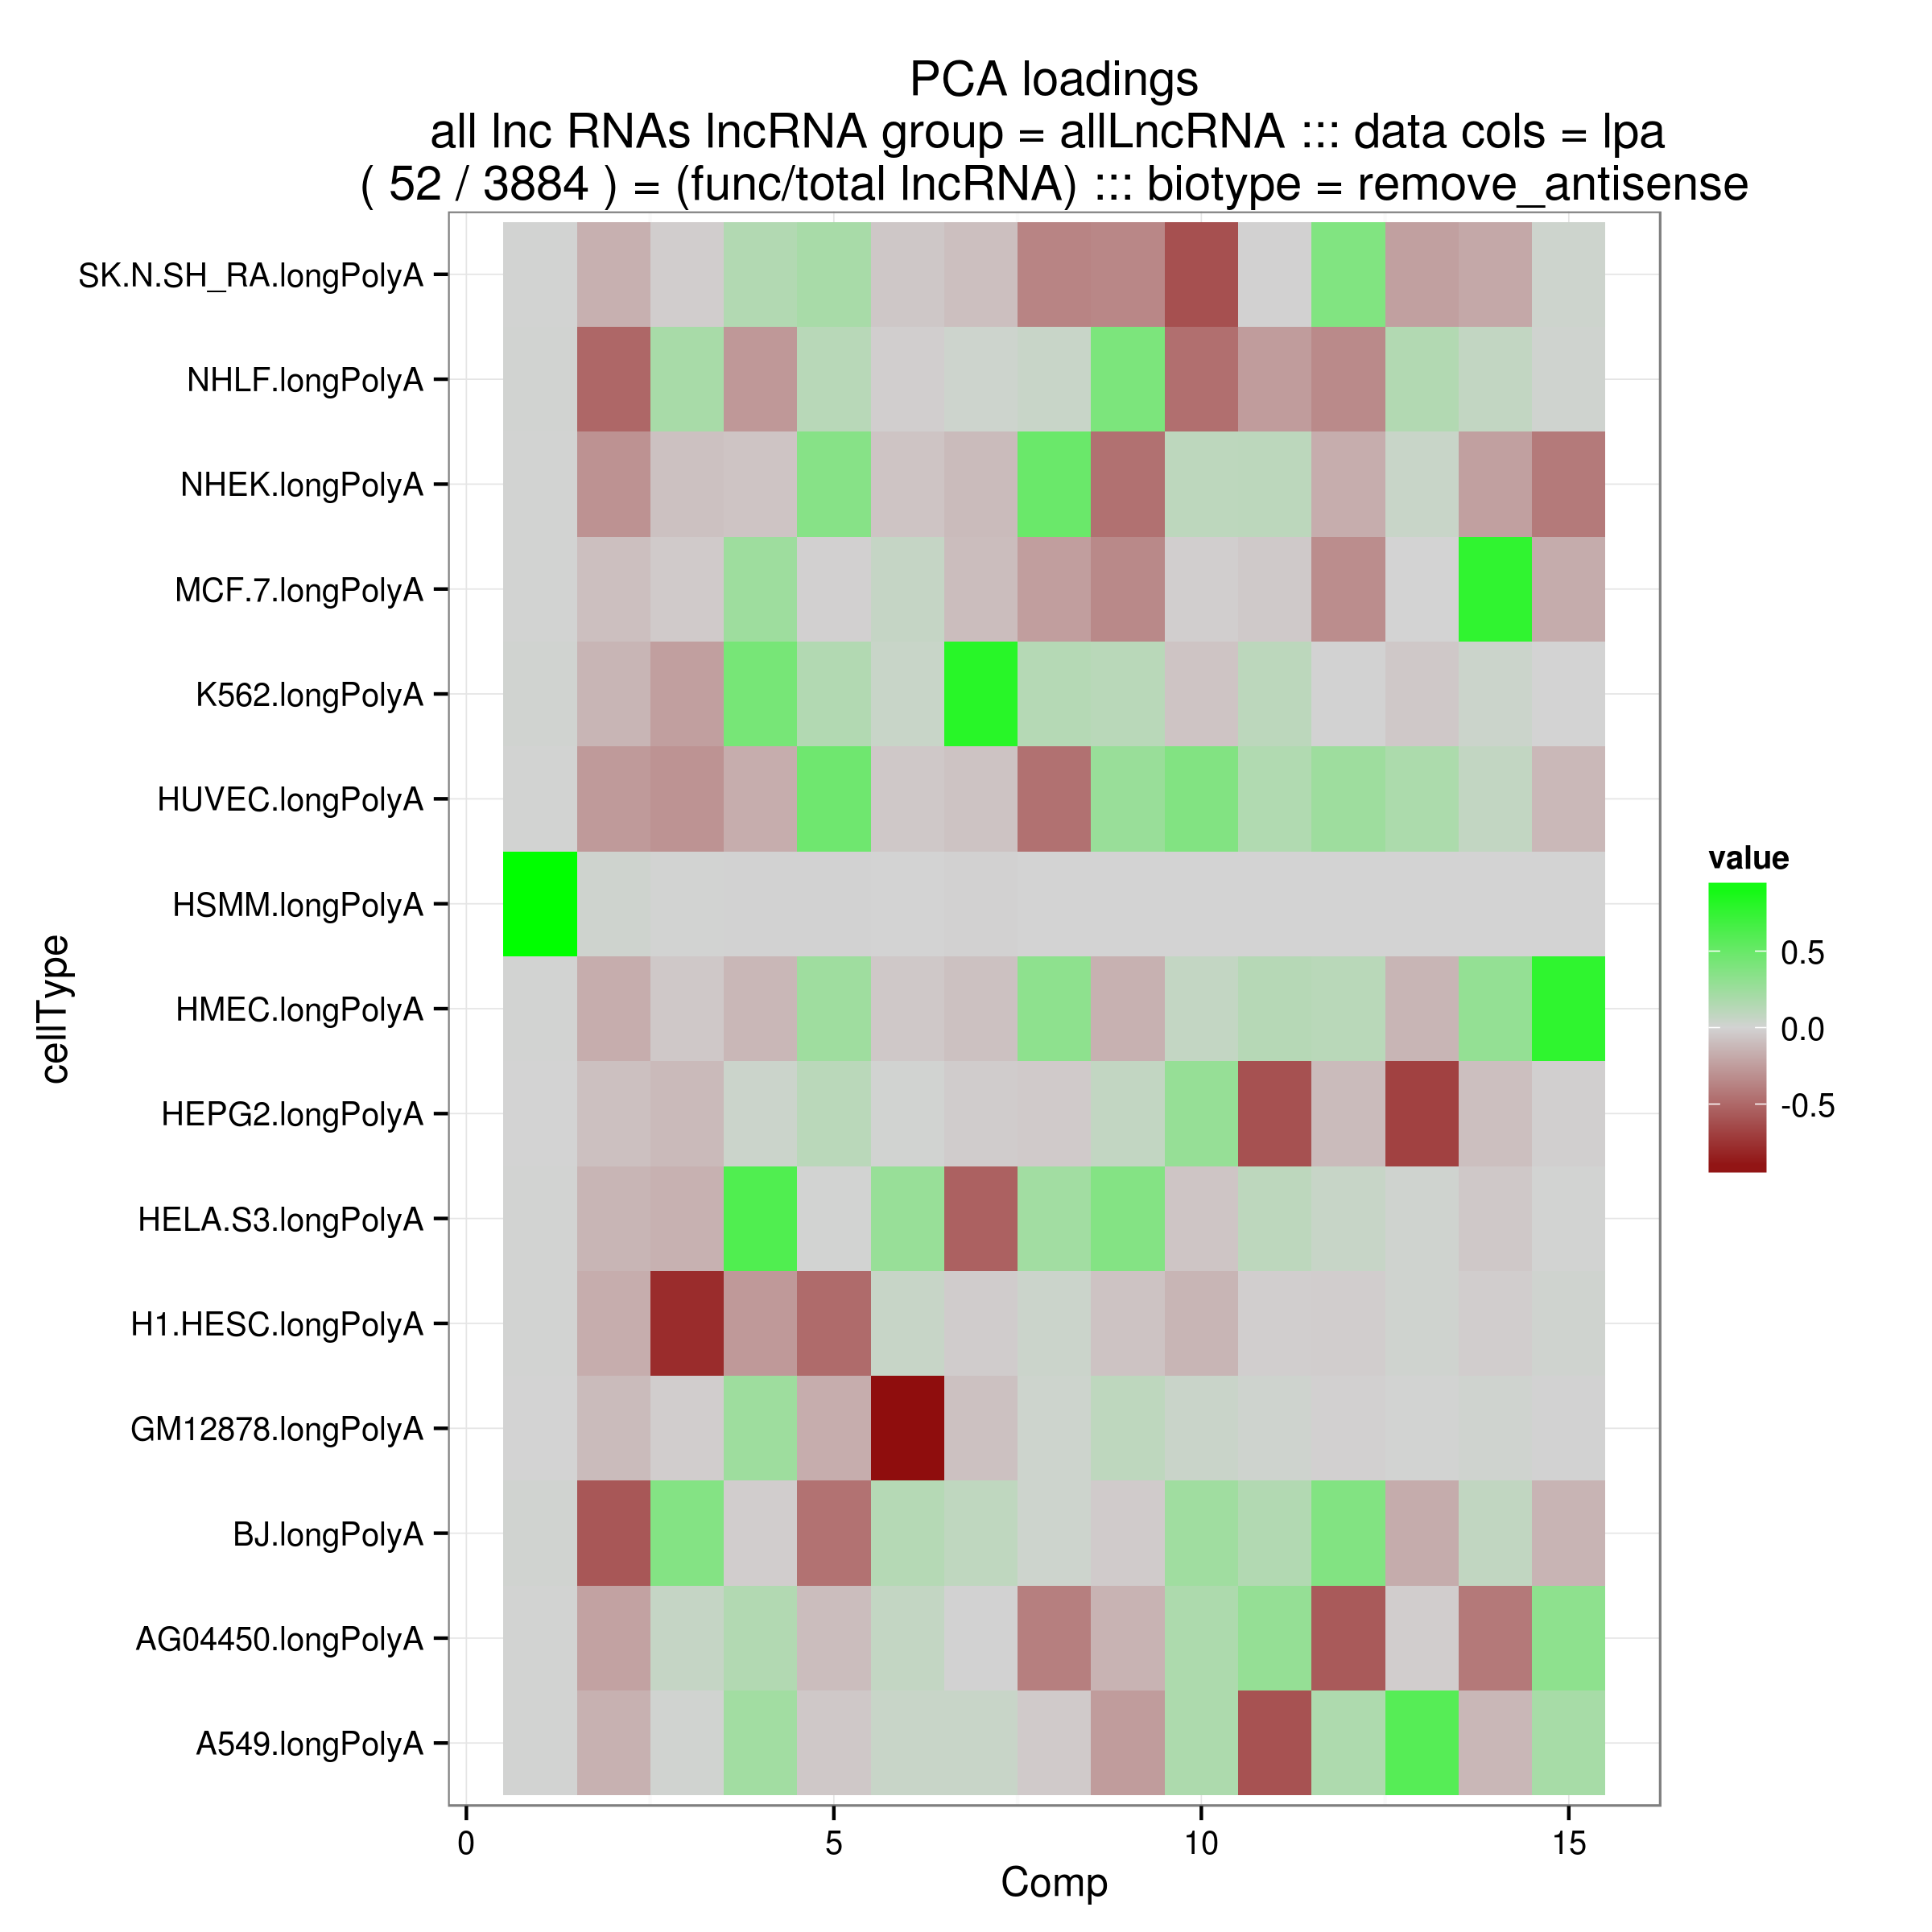 PCA loadings
all lnc RNAs lncRNA group = allLncRNA ::: data cols = lpa
( 52 / 3884 ) = (func/total lncRNA) ::: biotype = remove_antisense
SK.N.SH_RA.longPolyA
NHLF.longPolyA
NHEK.longPolyA
MCF.7.longPolyA
K562.longPolyA
HUVEC.longPolyA
HSMM.longPolyA
HMEC.longPolyA
HEPG2.longPolyA
HELA.S3.longPolyA
H1.HESC.longPolyA
GM12878.longPolyA
BJ.longPolyA
AG04450.longPolyA
A549.longPolyA
cellType
0 5 10 15
Comp
value
0.5
0.0
-0.5